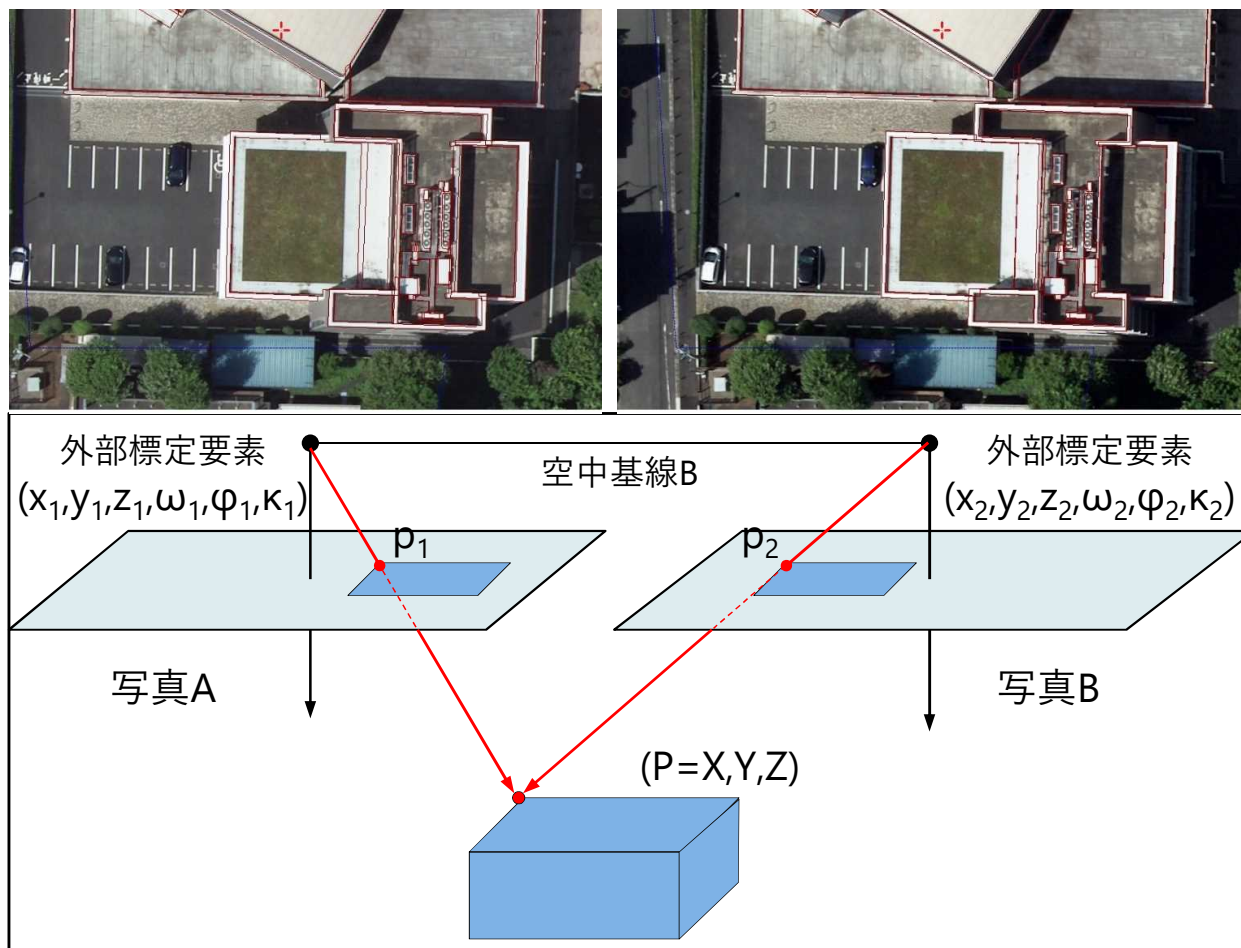 外部標定要素
(x₁,y₁,z₁,ω₁,φ₁,κ₁)
空中基線B
外部標定要素
(x₂,y₂,z₂,ω₂,φ₂,κ₂)
p₁
p₂
写真A
写真B
(P=X,Y,Z)